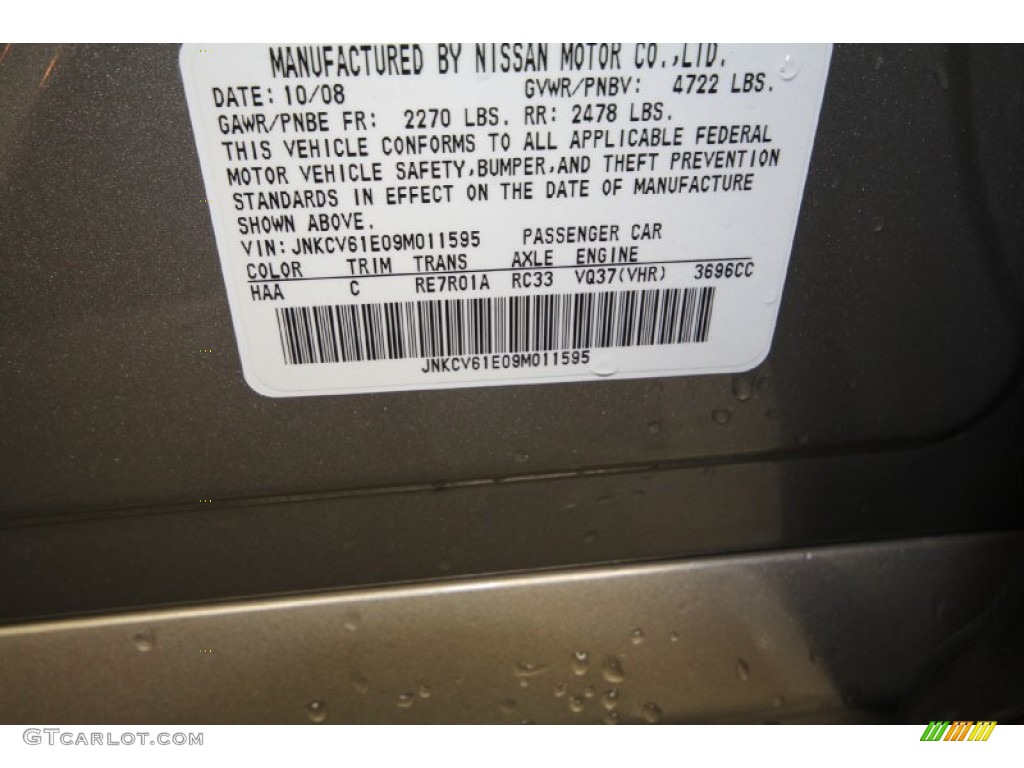 MANUFACTURED BY NISSAN MOTOR CO.,LTD.
DATE: 10/08 GVWR/PNBV: 4722 LBS.
GAWR/PNBE FR: 2270 LBS. RR: 2478 LBS.
THIS VEHICLE CONFORMS TO ALL APPLICABLE FEDERAL
MOTOR VEHICLE SAFETY,BUMPER,AND THEFT PREVENTION
STANDARDS IN EFFECT ON THE DATE OF MANUFACTURE
SHOWN ABOVE.
VIN:JNKCV61E09M011595 PASSENGER CAR
COLOR TRIM TRANS AXLE ENGINE
HAA C RE7R01A RC33 VQ37(VHR) 3696CC
JNKCV61E09M011595
GTcarlot.com